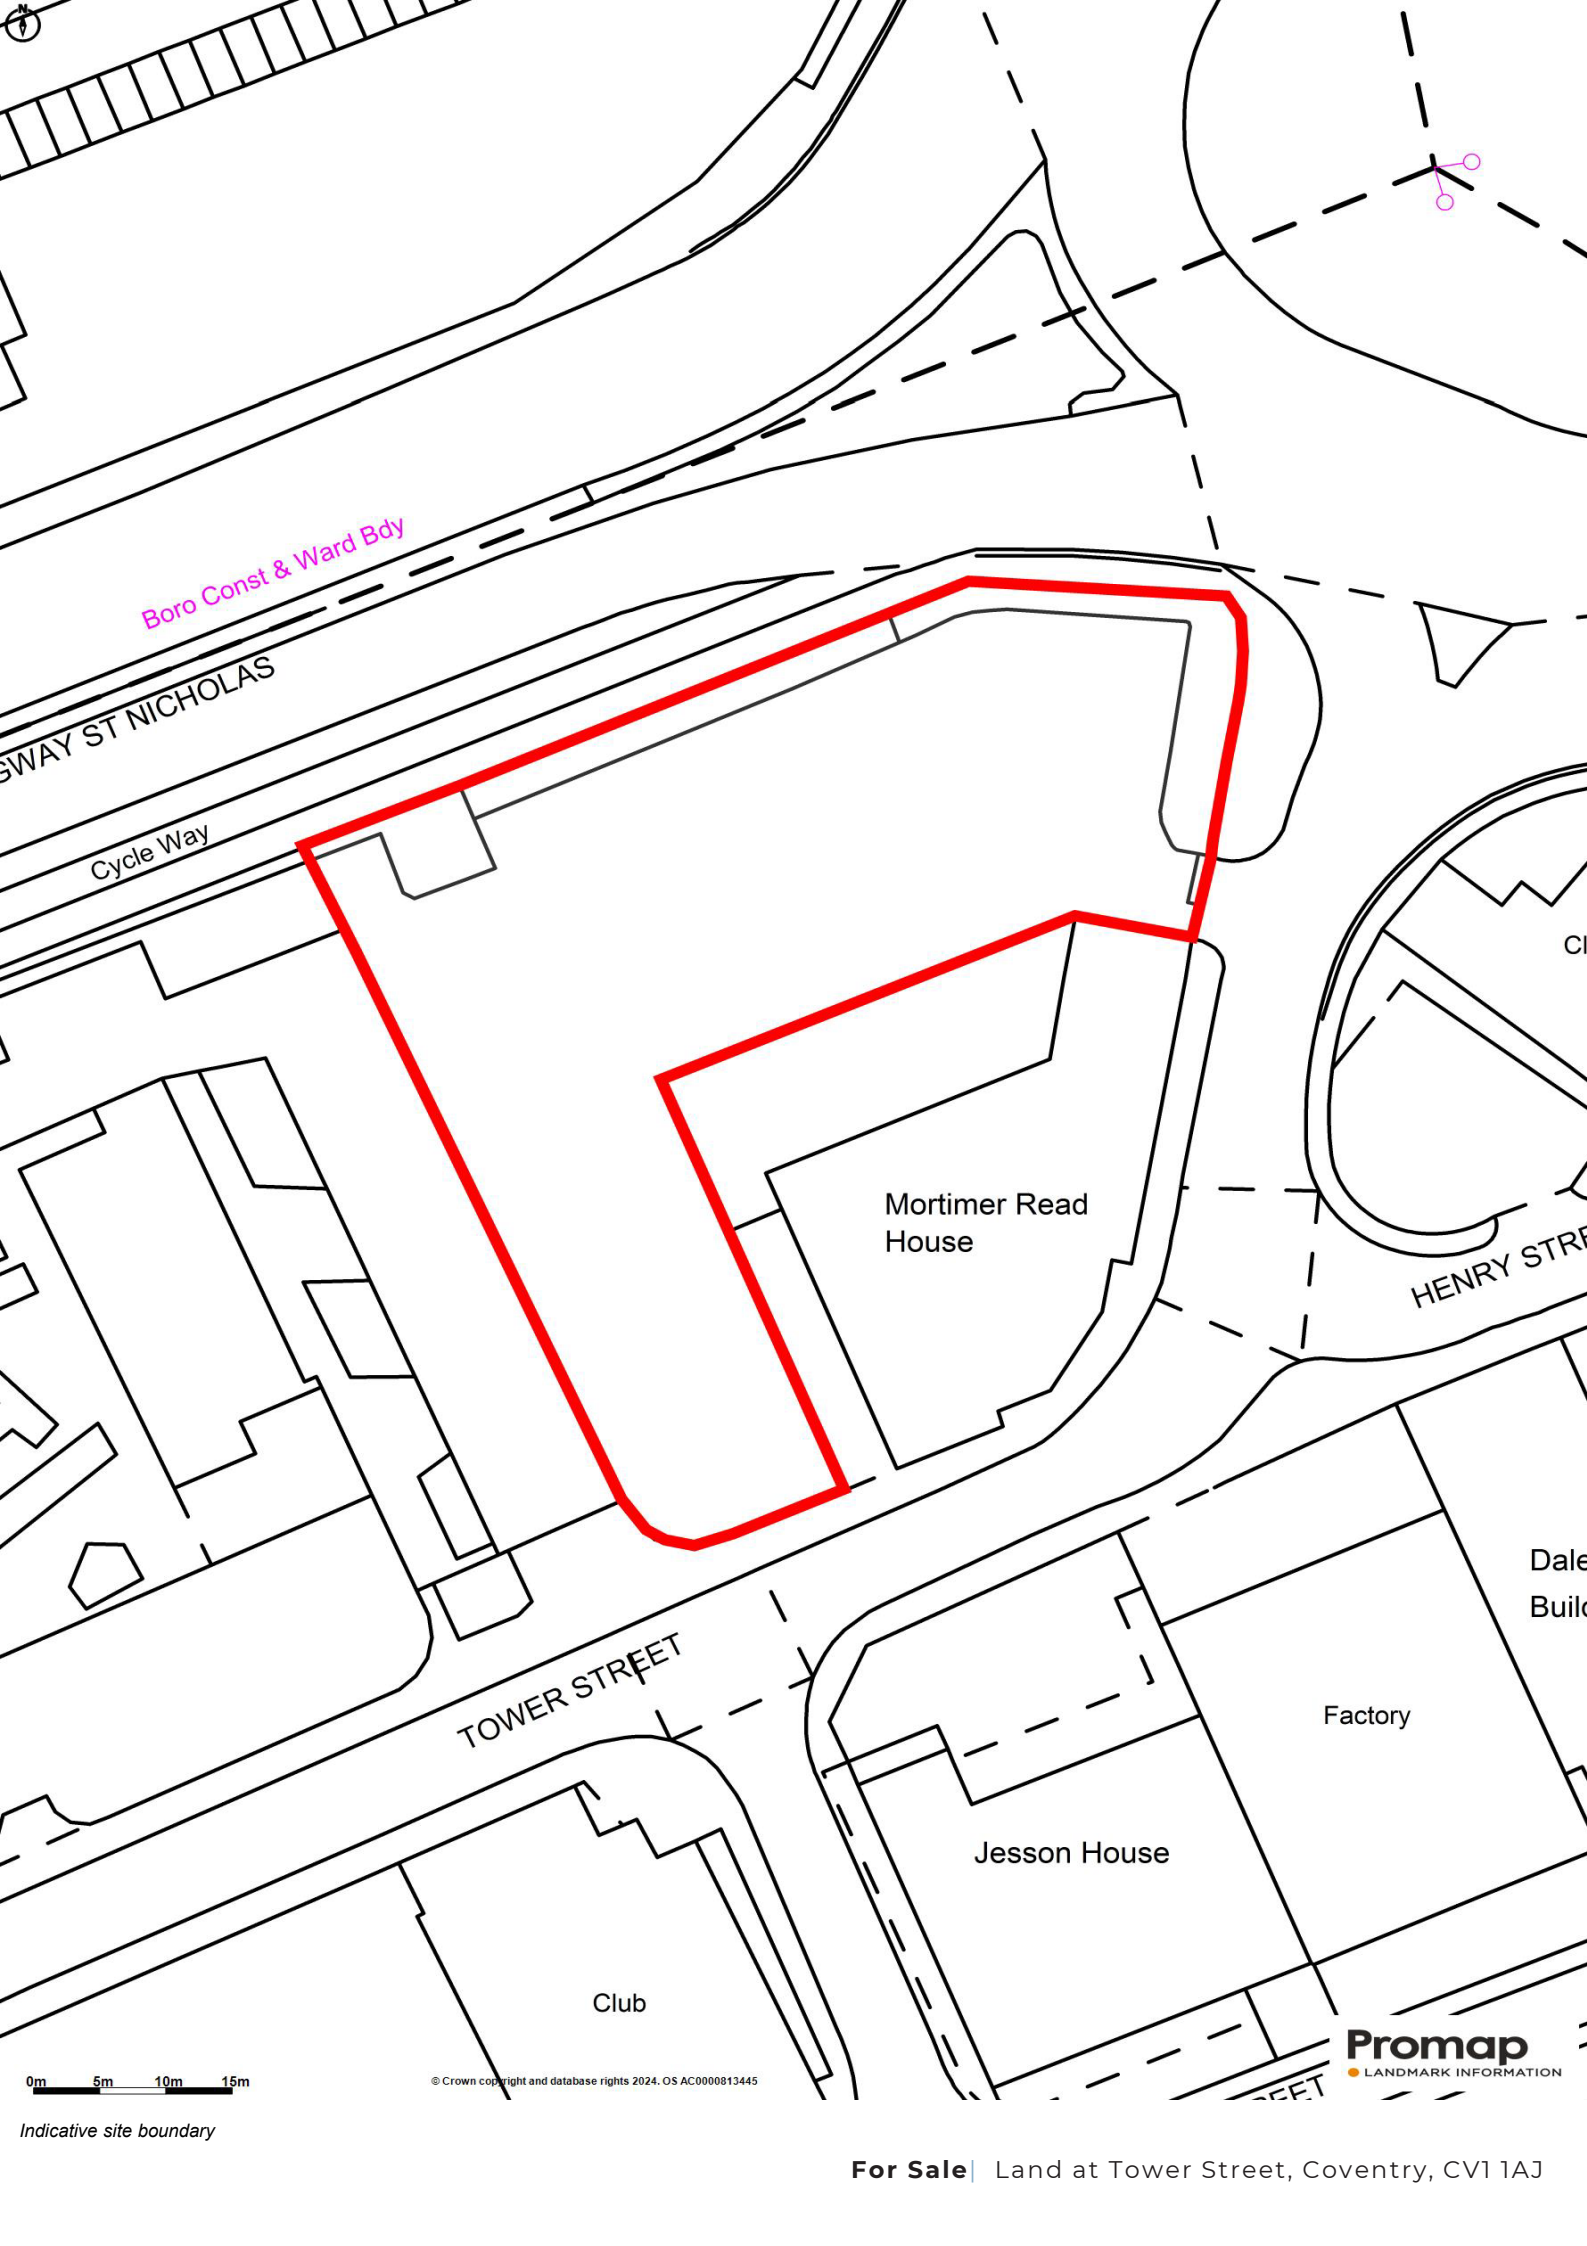 N
Boro Const & Ward Bdy
GWAY ST NICHOLAS
Cycle Way
Mortimer Read
House
HENRY STRE
Dale
TOWER STREET
Factory
Jesson House
Club
Promap
LANDMARK INFORMATION
0m 5m 10m 15m
© Crown copyright and database rights 2024. OS AC0000813445
Indicative site boundary
For Sale| Land at Tower Street, Coventry, CV1 1AJ